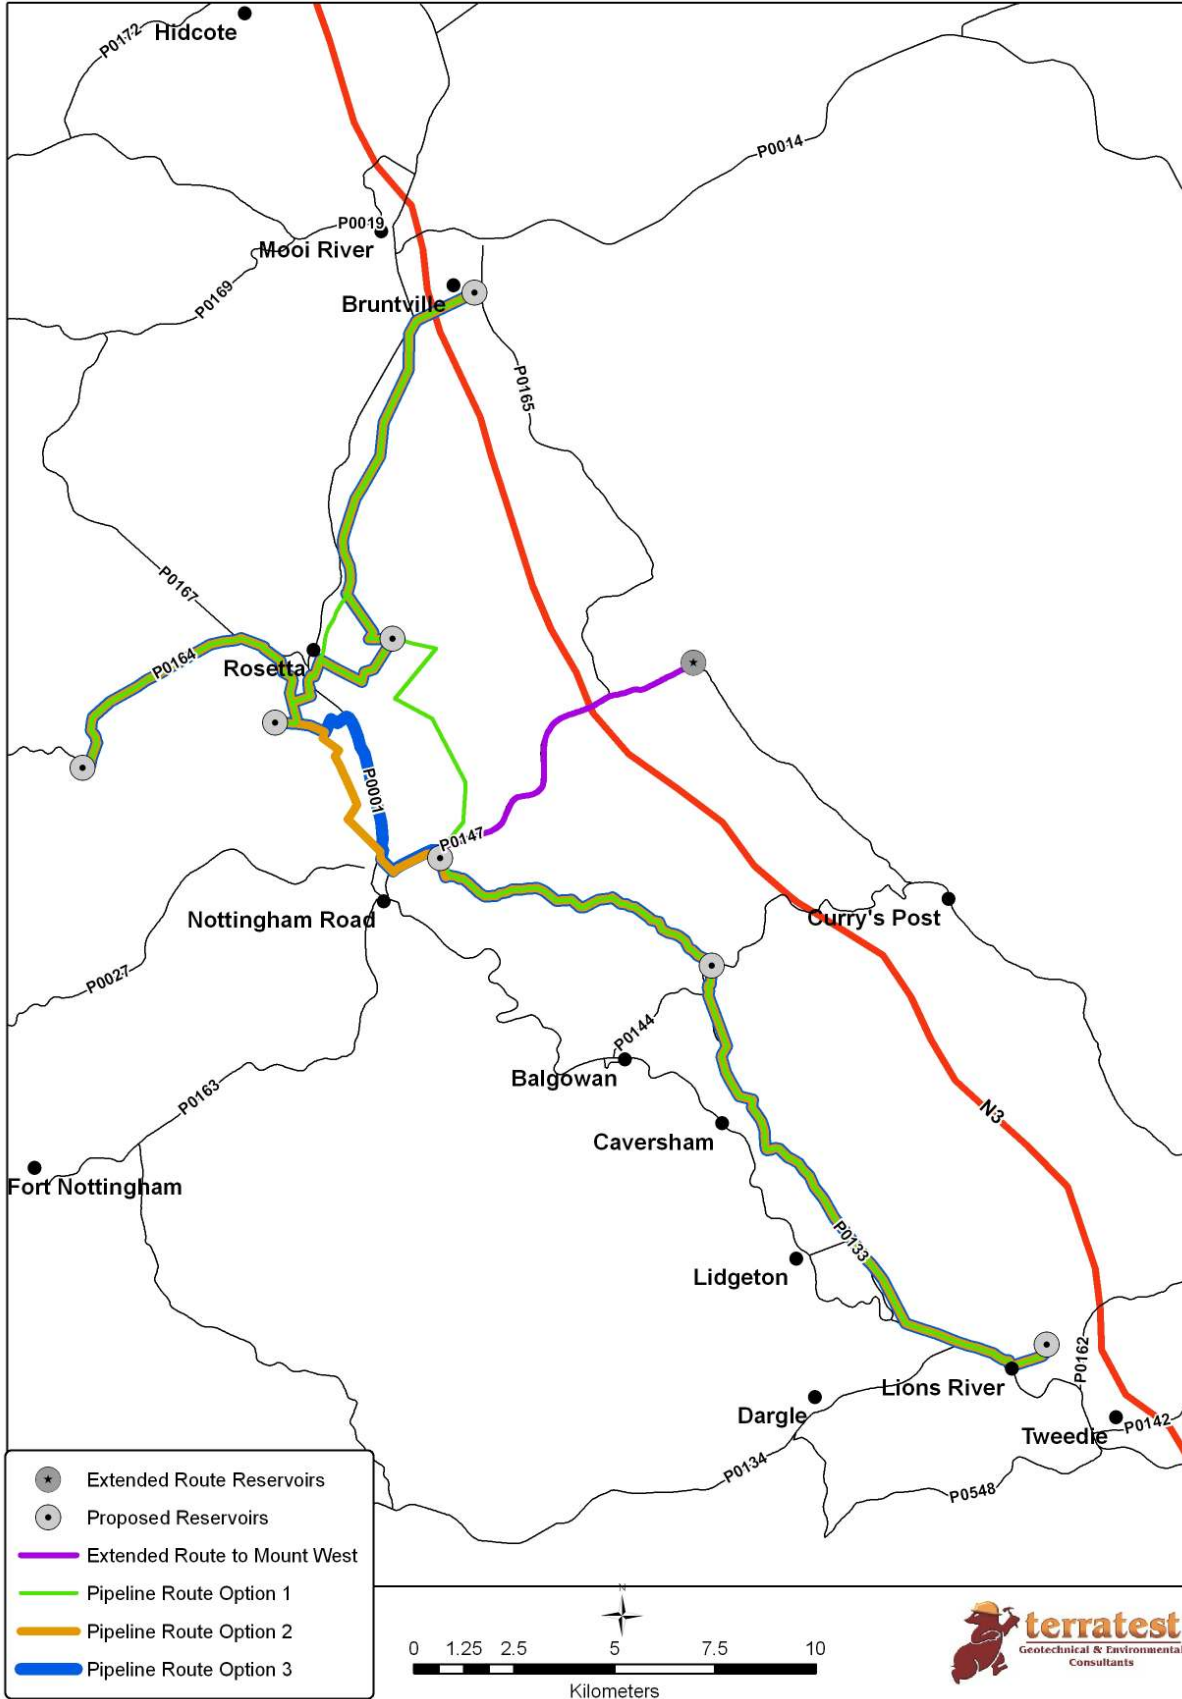 Hidcote
P0172
P0014
P0019
Mooi River
P0169
Bruntville
P0165
P0167
P0164
Rosetta
P0001
P0147
Nottingham Road
Curry's Post
P0027
P0144
Balgowan
P0163
Caversham
N3
Fort Nottingham
P0133
Lidgeton
P0162
Lions River
Dargle
P0142
Tweedie
P0134
P0548
Extended Route Reservoirs
Proposed Reservoirs
Extended Route to Mount West
Pipeline Route Option 1
Pipeline Route Option 2
Pipeline Route Option 3
N
0 1.25 2.5 5 7.5 10
Kilometers
terratest
Geotechnical & Environmental
Consultants